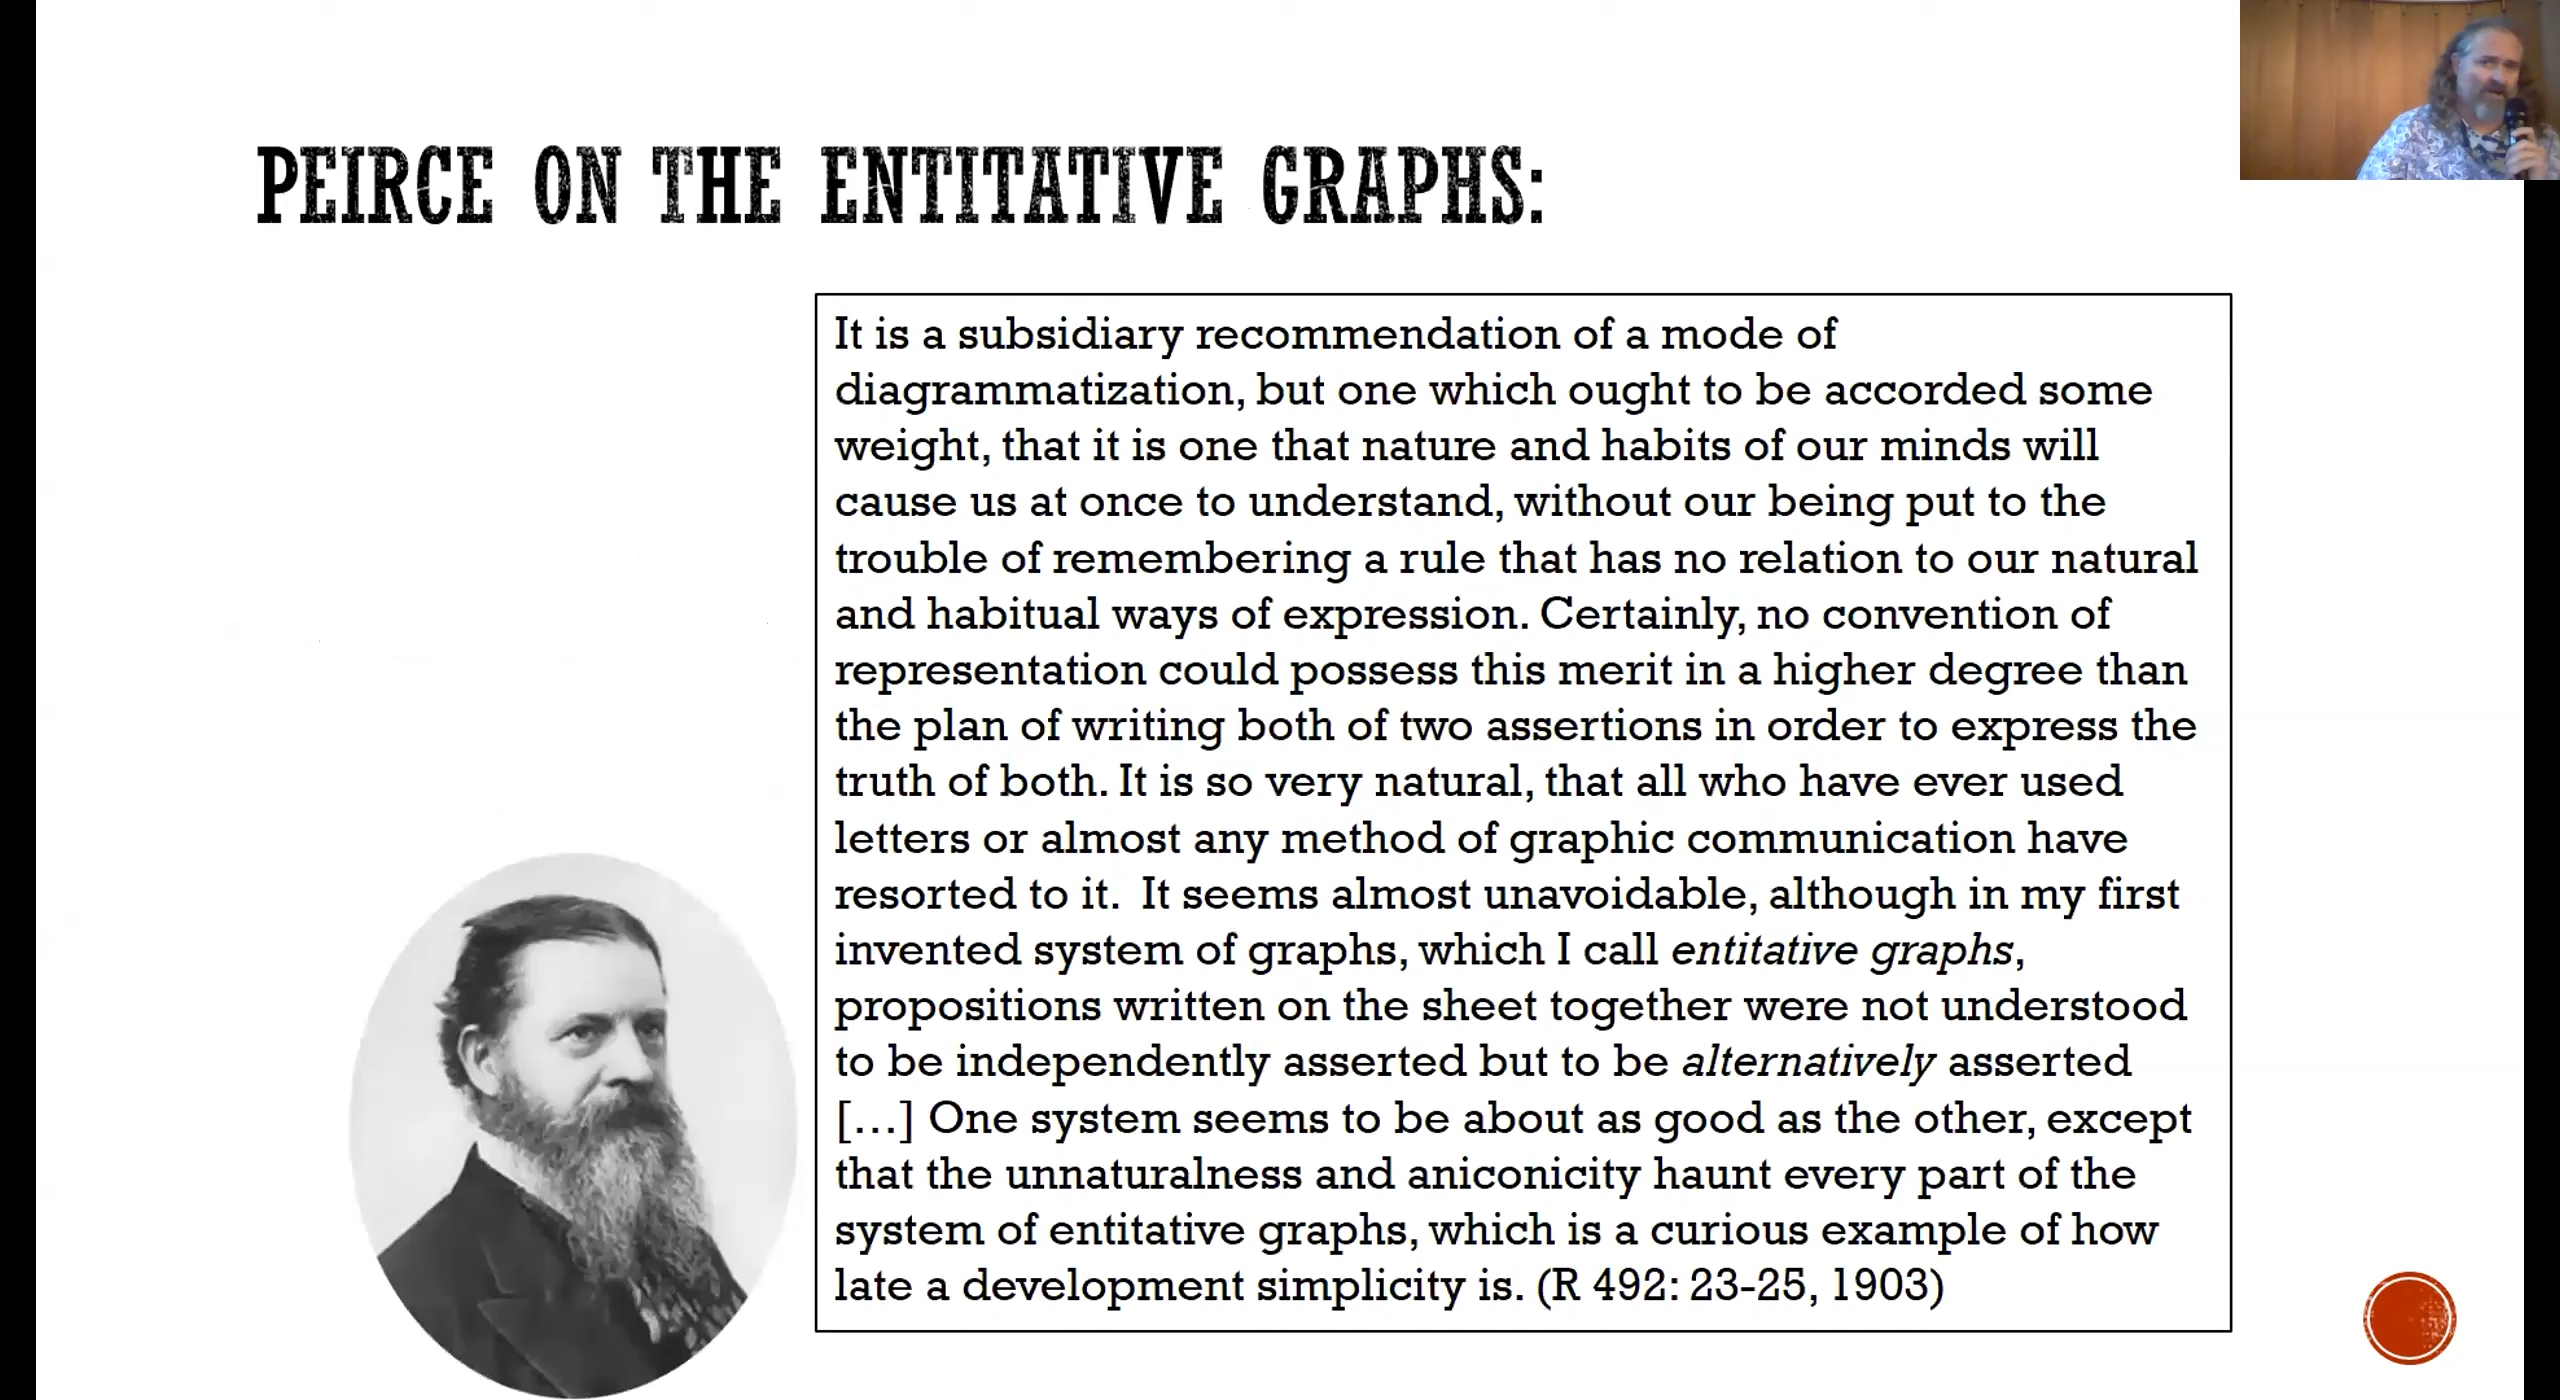 PEIRCE ON THE ENTITATIVE GRAPHS:
It is a subsidiary recommendation of a mode of
diagrammatization, but one which ought to be accorded some
weight, that it is one that nature and habits of our minds will
cause us at once to understand, without our being put to the
trouble of remembering a rule that has no relation to our natural
and habitual ways of expression. Certainly, no convention of
representation could possess this merit in a higher degree than
the plan of writing both of two assertions in order to express the
truth of both. It is so very natural, that all who have ever used
letters or almost any method of graphic communication have
resorted to it.  It seems almost unavoidable, although in my first
invented system of graphs, which I call entitative graphs,
propositions written on the sheet together were not understood
to be independently asserted but to be alternatively asserted
[…] One system seems to be about as good as the other, except
that the unnaturalness and aniconicity haunt every part of the
system of entitative graphs, which is a curious example of how
late a development simplicity is. (R 492: 23-25, 1903)